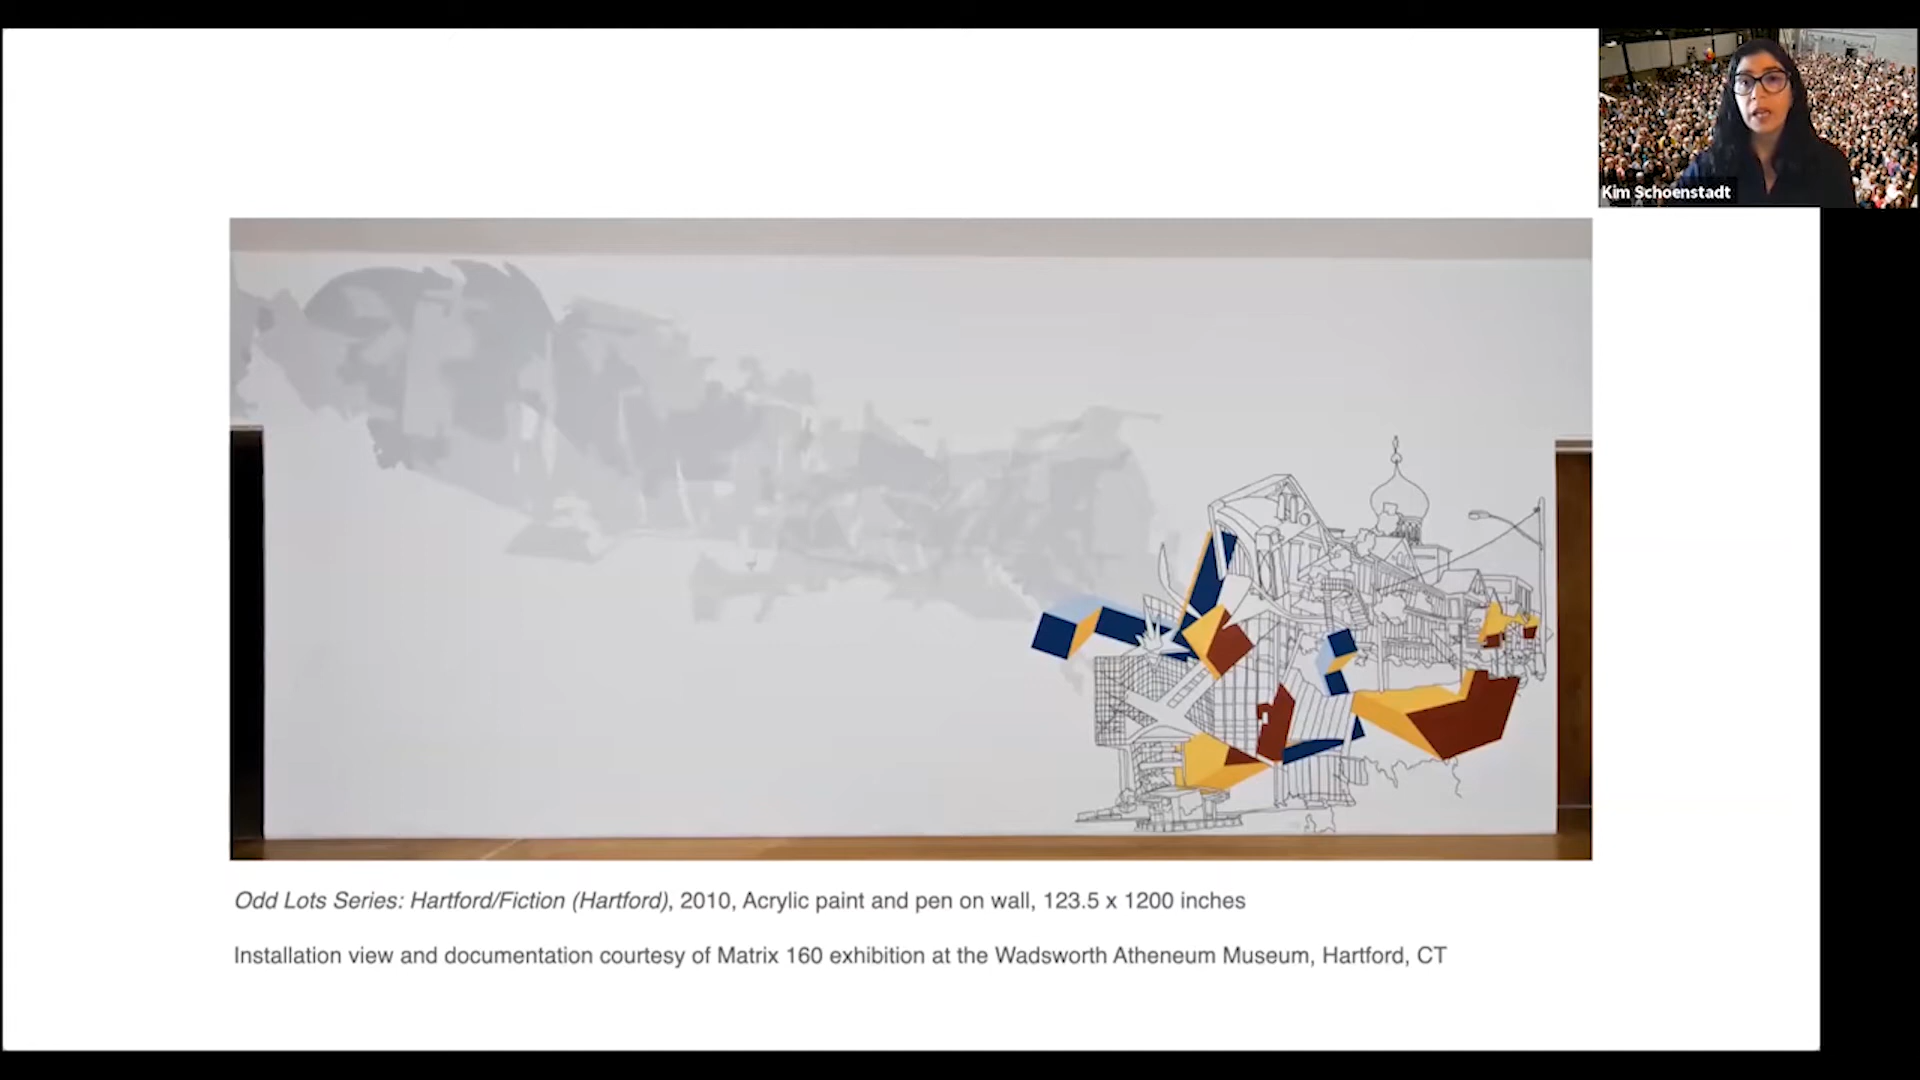 Kim Schoenstadt
Odd Lots Series: Hartford/Fiction (Hartford), 2010, Acrylic paint and pen on wall, 123.5 x 1200 inches
Installation view and documentation courtesy of Matrix 160 exhibition at the Wadsworth Atheneum Museum, Hartford, CT